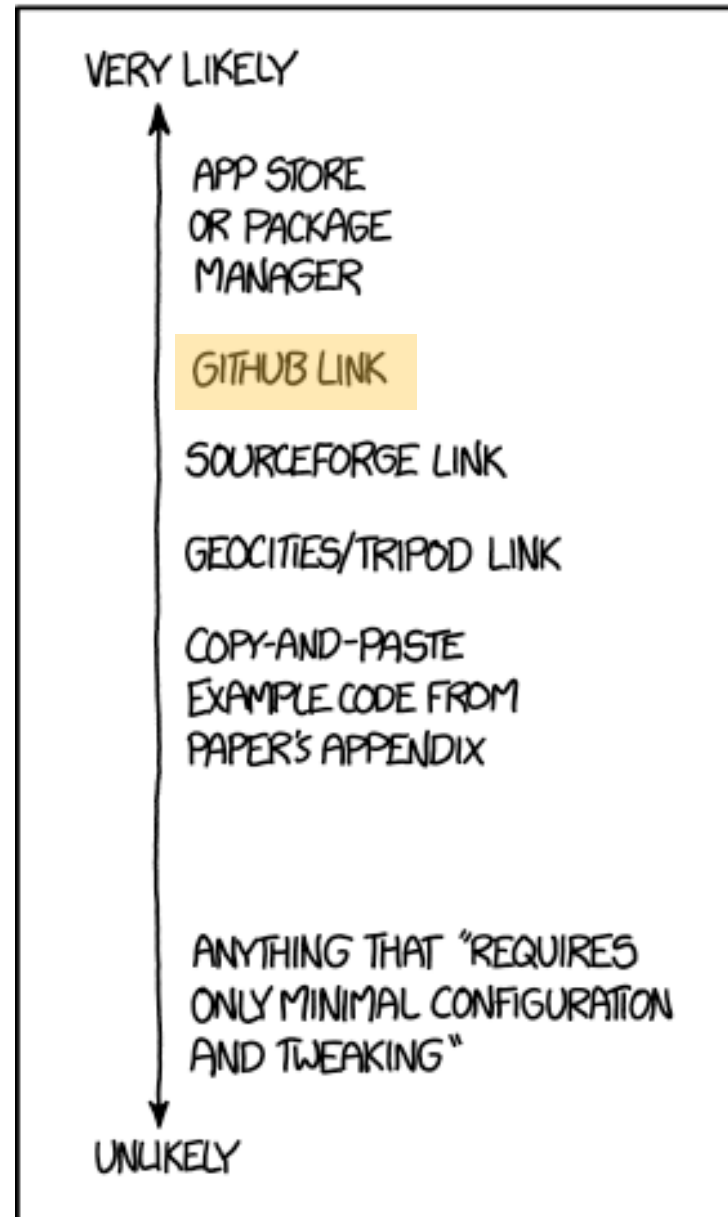 VERY LIKELY
APP STORE
OR PACKAGE
MANAGER
GITHUB LINK
SOURCEFORGE LINK
GEOCITIES/TRIPOD LINK
COPY-AND-PASTE
EXAMPLE CODE FROM
PAPER'S APPENDIX
ANYTHING THAT "REQUIRES
ONLY MINIMAL CONFIGURATION
AND TWEAKING"
UNLIKELY